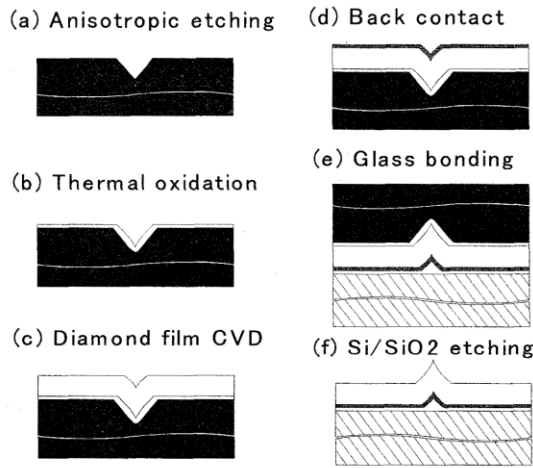 (a) Anisotropic etching
(b) Thermal oxidation
(c) Diamond film CVD
(d) Back contact
(e) Glass bonding
(f) Si/SiO2 etching